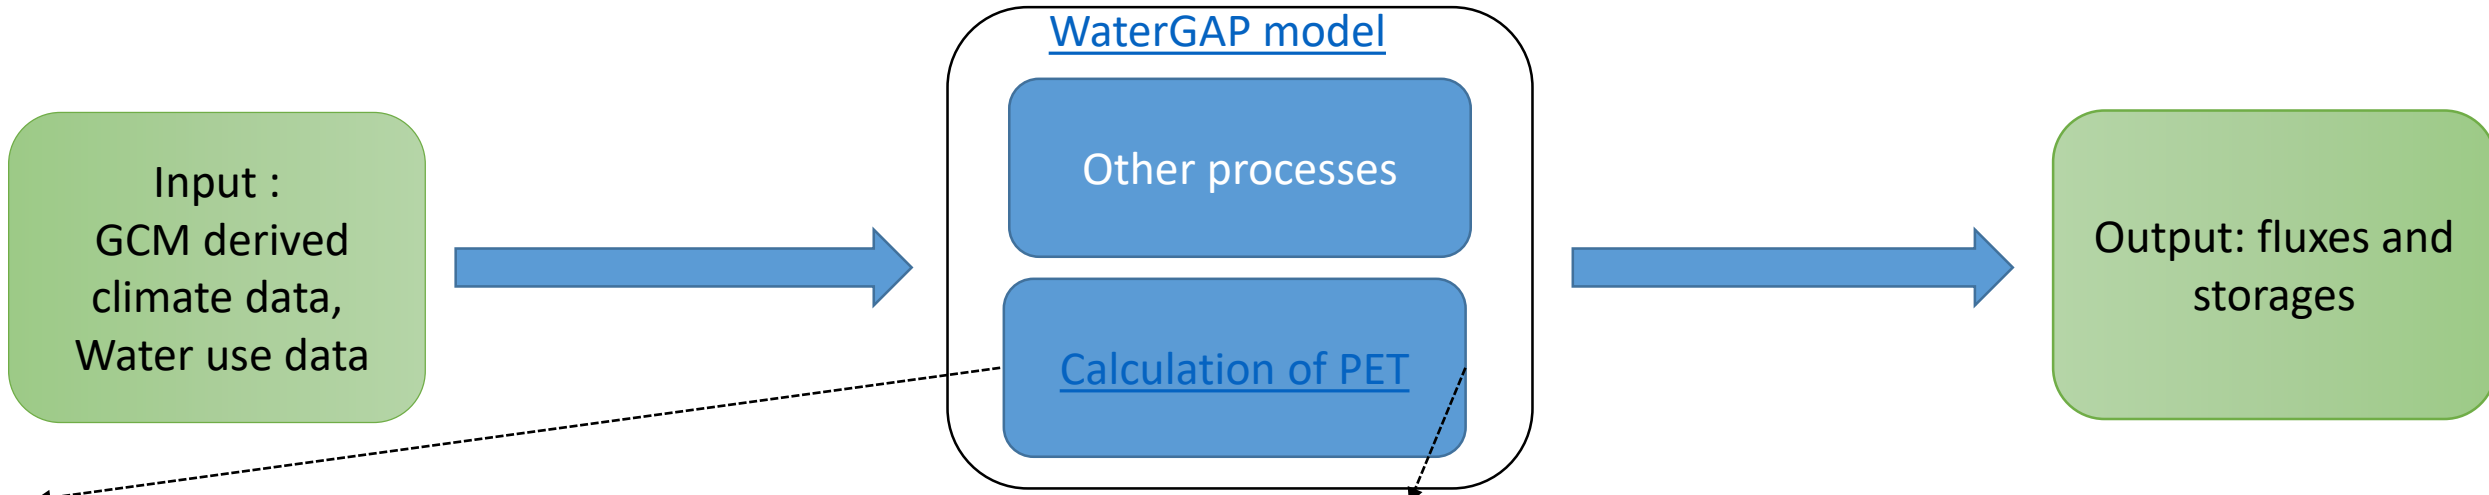 WaterGAP model
Input :
GCM derived
climate data,
Water use data
Other processes
Calculation of PET
Output: fluxes and
storages